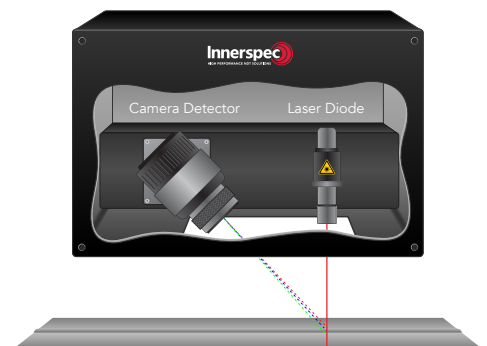 Innerspec
HIGH PERFORMANCE NDT SOLUTIONS
Camera Detector
Laser Diode